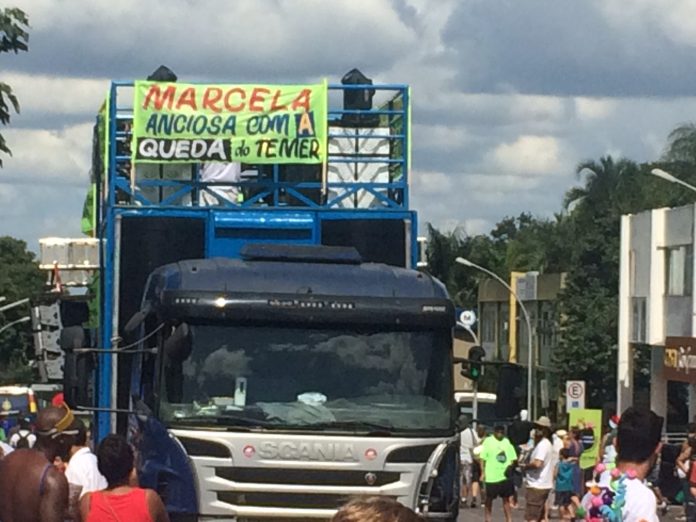 MARCELA
ANCIOSA COM A
QUEDA do TEMER
SCANIA
M
E